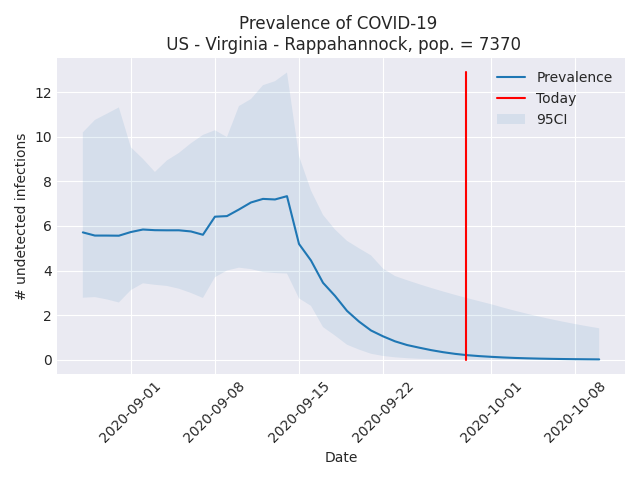 Prevalence of COVID-19
US - Virginia - Rappahannock, pop. = 7370
Prevalence
Today
95CI
# undetected infections
12
10
8
6
4
2
0
2020-09-01
2020-09-08
2020-09-15
2020-09-22
2020-10-01
2020-10-08
Date